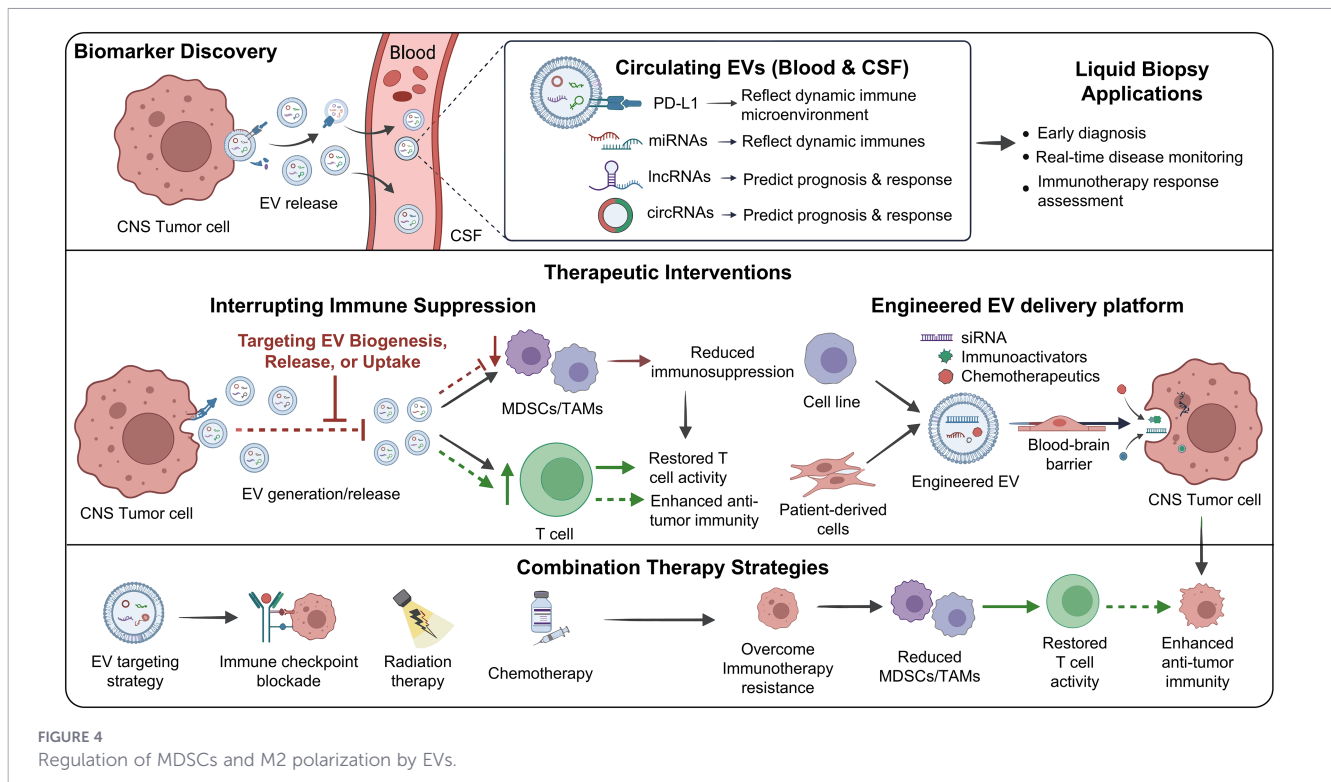 Biomarker Discovery
CNS Tumor cell
EV release
Blood
CSF
Circulating EVs (Blood & CSF)
PD-L1
Reflect dynamic immune
microenvironment
miRNAs
Reflect dynamic immunes
lncRNAs
Predict prognosis & response
circRNAs
Predict prognosis & response
Liquid Biopsy
Applications
• Early diagnosis
• Real-time disease monitoring
• Immunotherapy response
assessment
Therapeutic Interventions
Interrupting Immune Suppression
Targeting EV Biogenesis,
Release, or Uptake
CNS Tumor cell
EV generation/release
MDSCs/TAMs
Reduced
immunosuppression
T cell
Restored T
cell activity
Enhanced anti-
tumor immunity
Engineered EV delivery platform
siRNA
Immunoactivators
Chemotherapeutics
Cell line
Patient-derived
cells
Engineered EV
Blood-brain
barrier
CNS Tumor cell
Combination Therapy Strategies
EV targeting
strategy
Immune checkpoint
blockade
Radiation
therapy
Chemotherapy
Overcome
Immunotherapy
resistance
Reduced
MDSCs/TAMs
Restored
T cell
activity
Enhanced
anti-tumor
immunity
FIGURE 4
Regulation of MDSCs and M2 polarization by EVs.